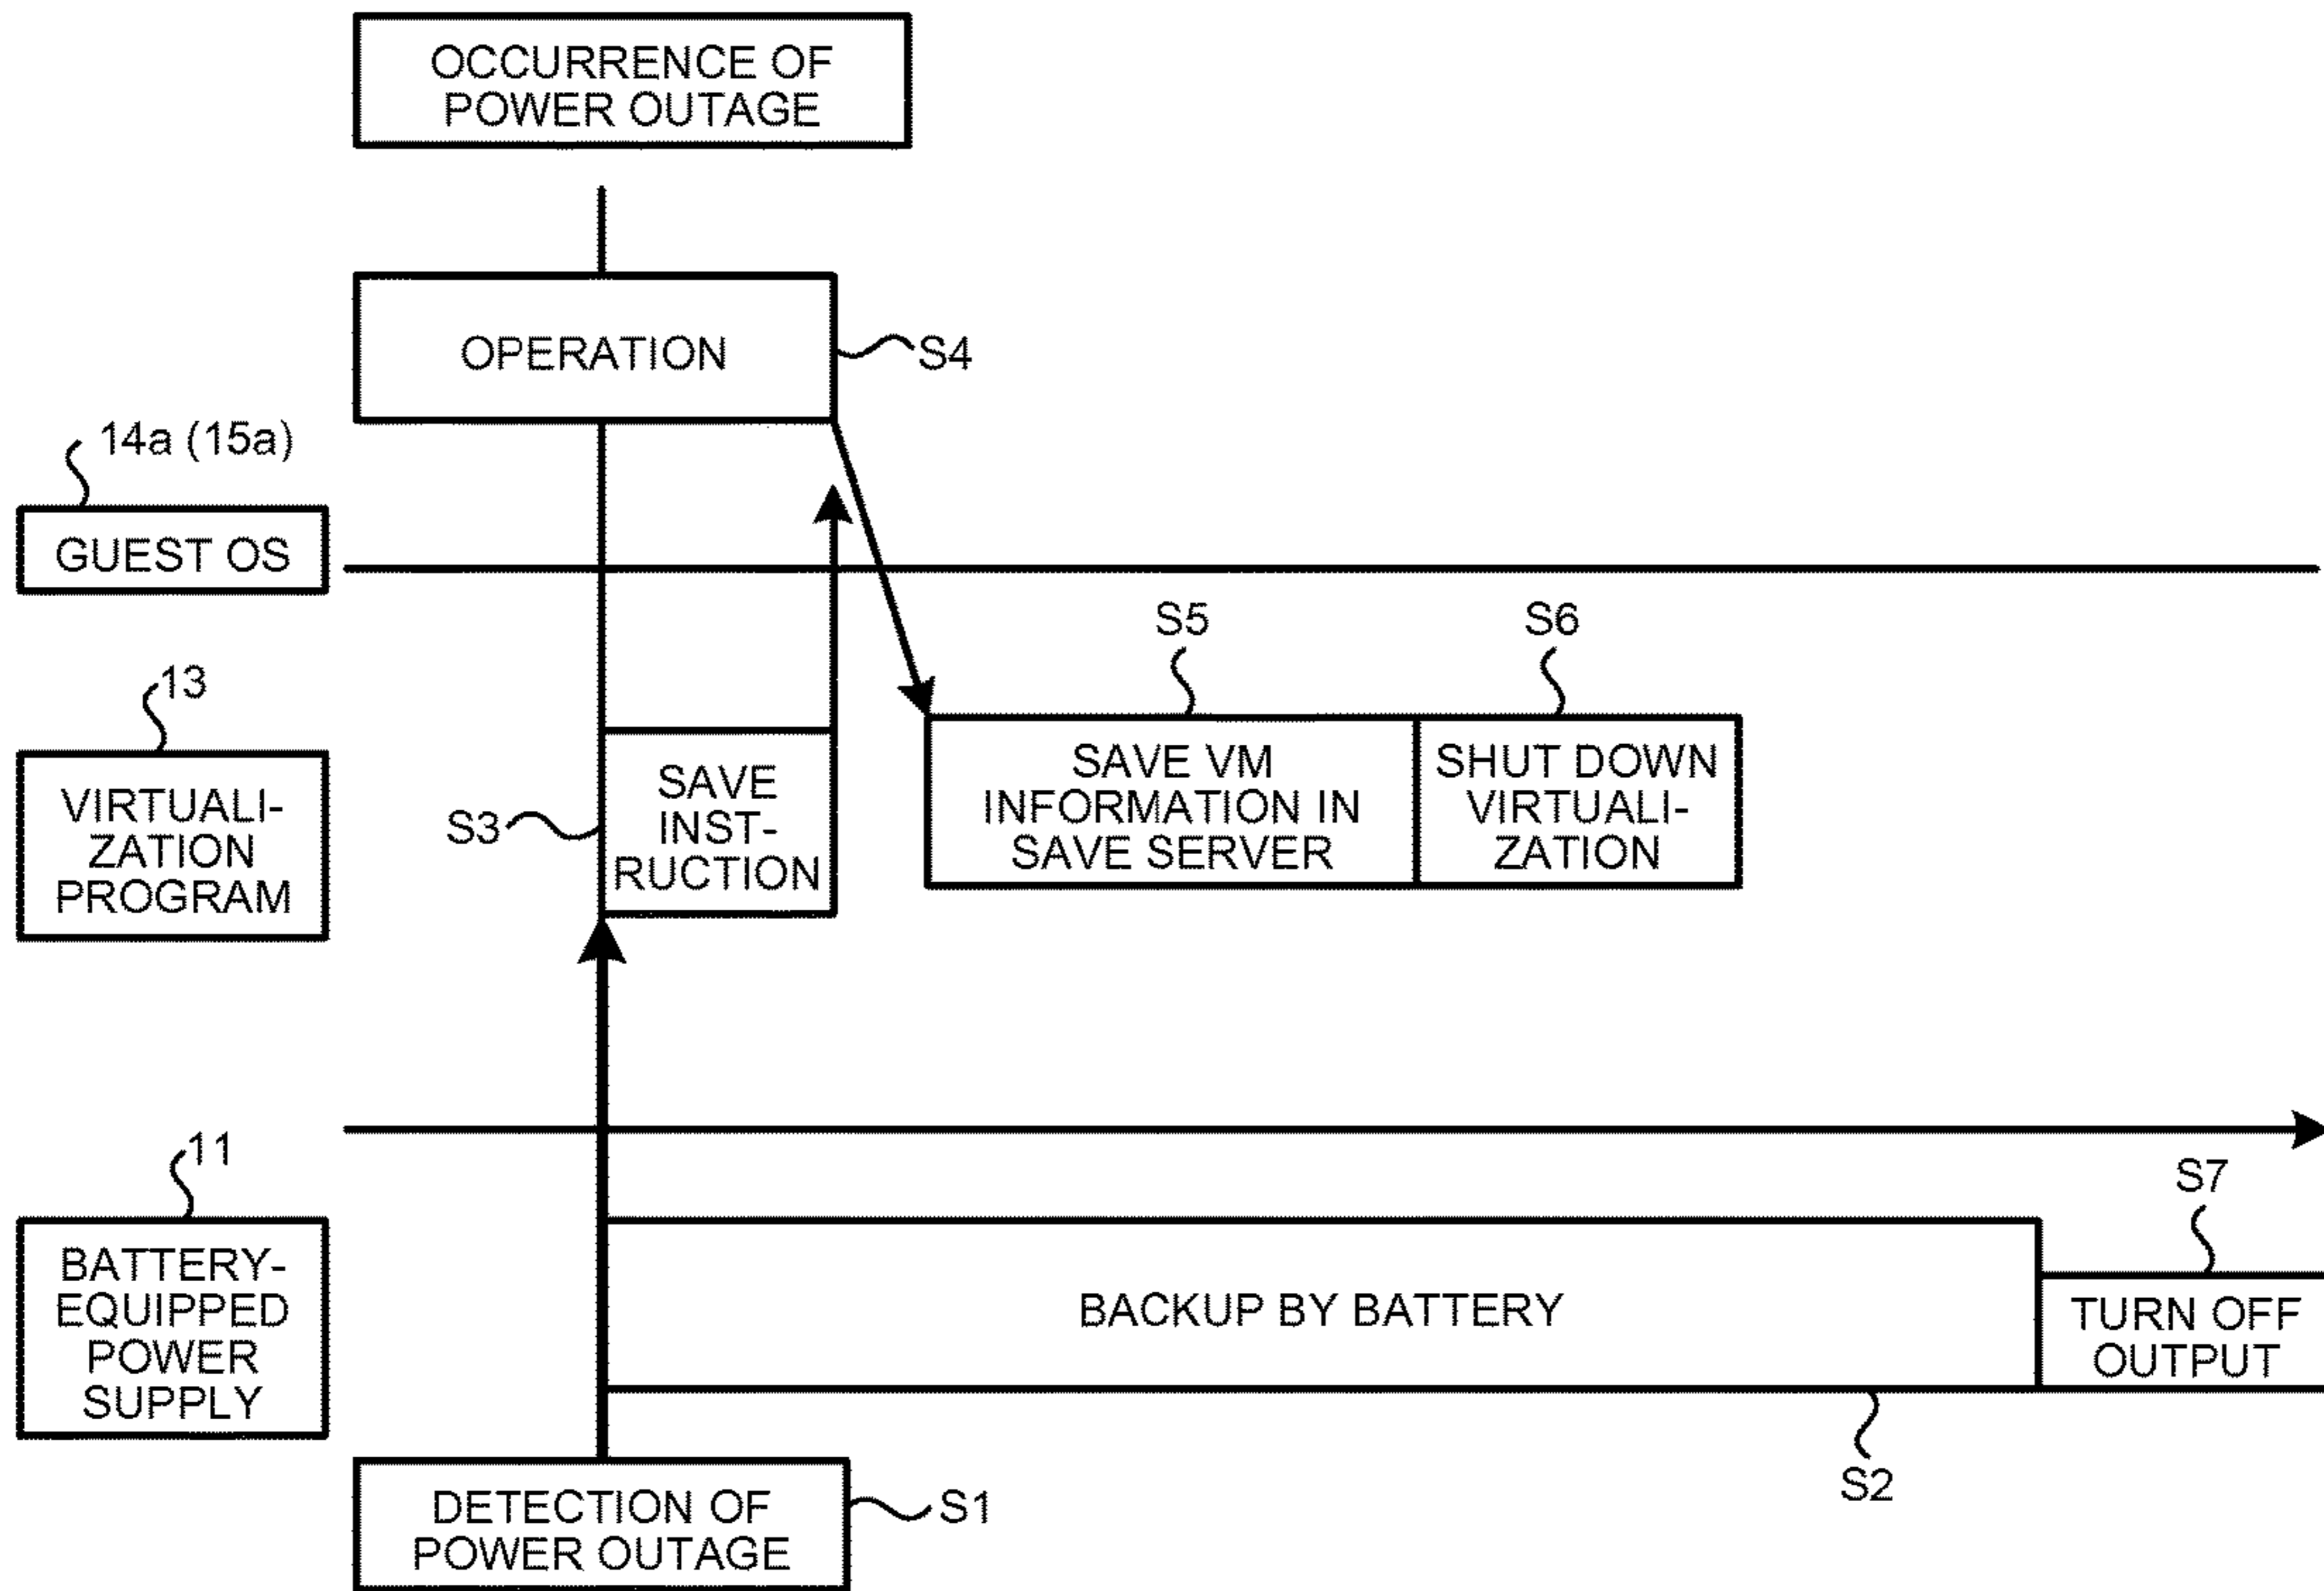 OCCURRENCE OF
POWER OUTAGE
OPERATION
S4
14a (15a)
GUEST OS
S5
S6
13
VIRTUALI-
ZATION
PROGRAM
S3
SAVE
INST-
RUCTION
SAVE VM
INFORMATION IN
SAVE SERVER
SHUT DOWN
VIRTUALI-
ZATION
11
S7
BATTERY-
EQUIPPED
POWER
SUPPLY
BACKUP BY BATTERY
TURN OFF
OUTPUT
S2
DETECTION OF
POWER OUTAGE
S1